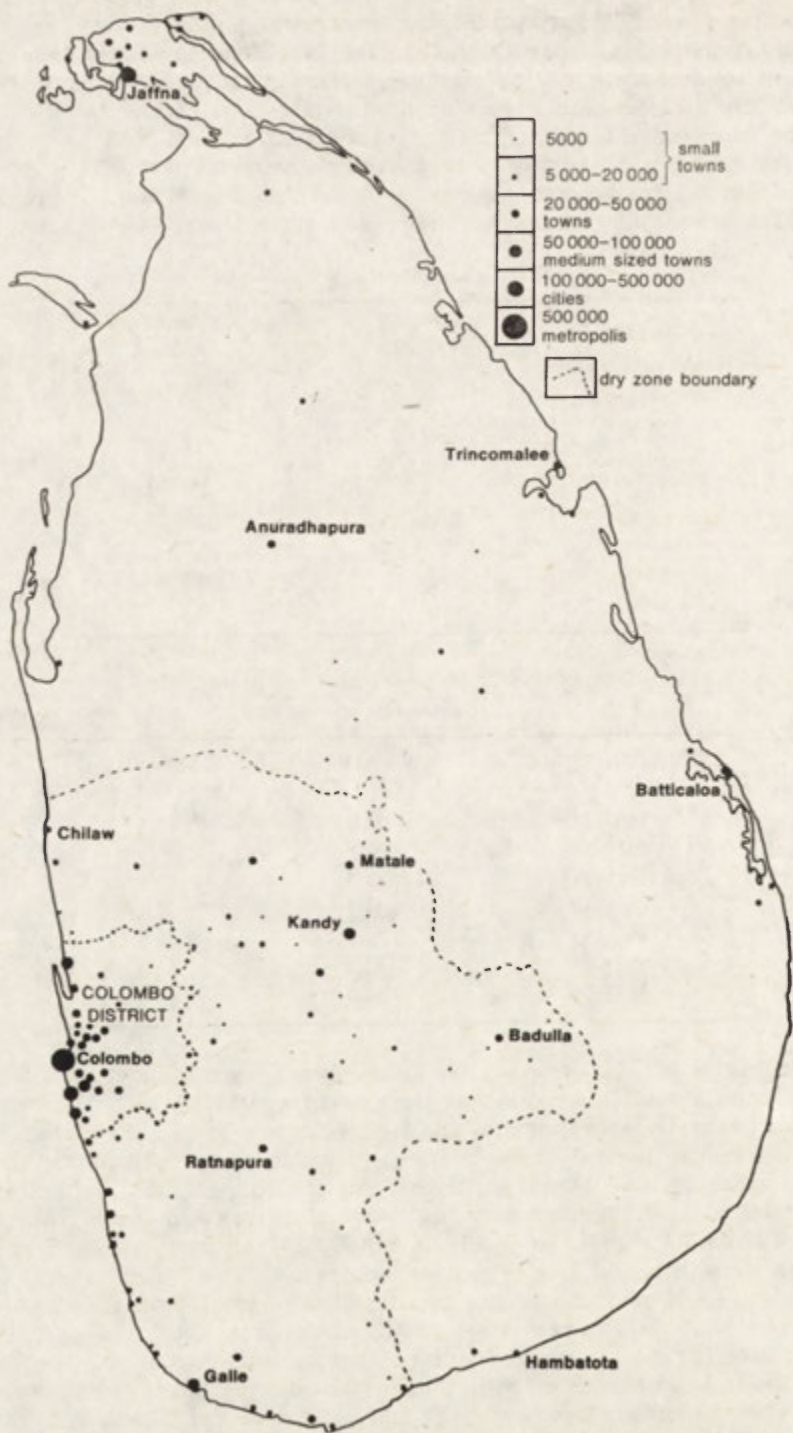 Jaffna
5000
small
towns
5 000–20 000
20 000–50 000
towns
50 000–100 000
medium sized towns
100 000–500 000
cities
500 000
metropolis
dry zone boundary
Trincomalee
Anuradhapura
Batticaloa
Chilaw
Matale
Kandy
COLOMBO
DISTRICT
Badulla
Colombo
Ratnapura
Galle
Hambatota